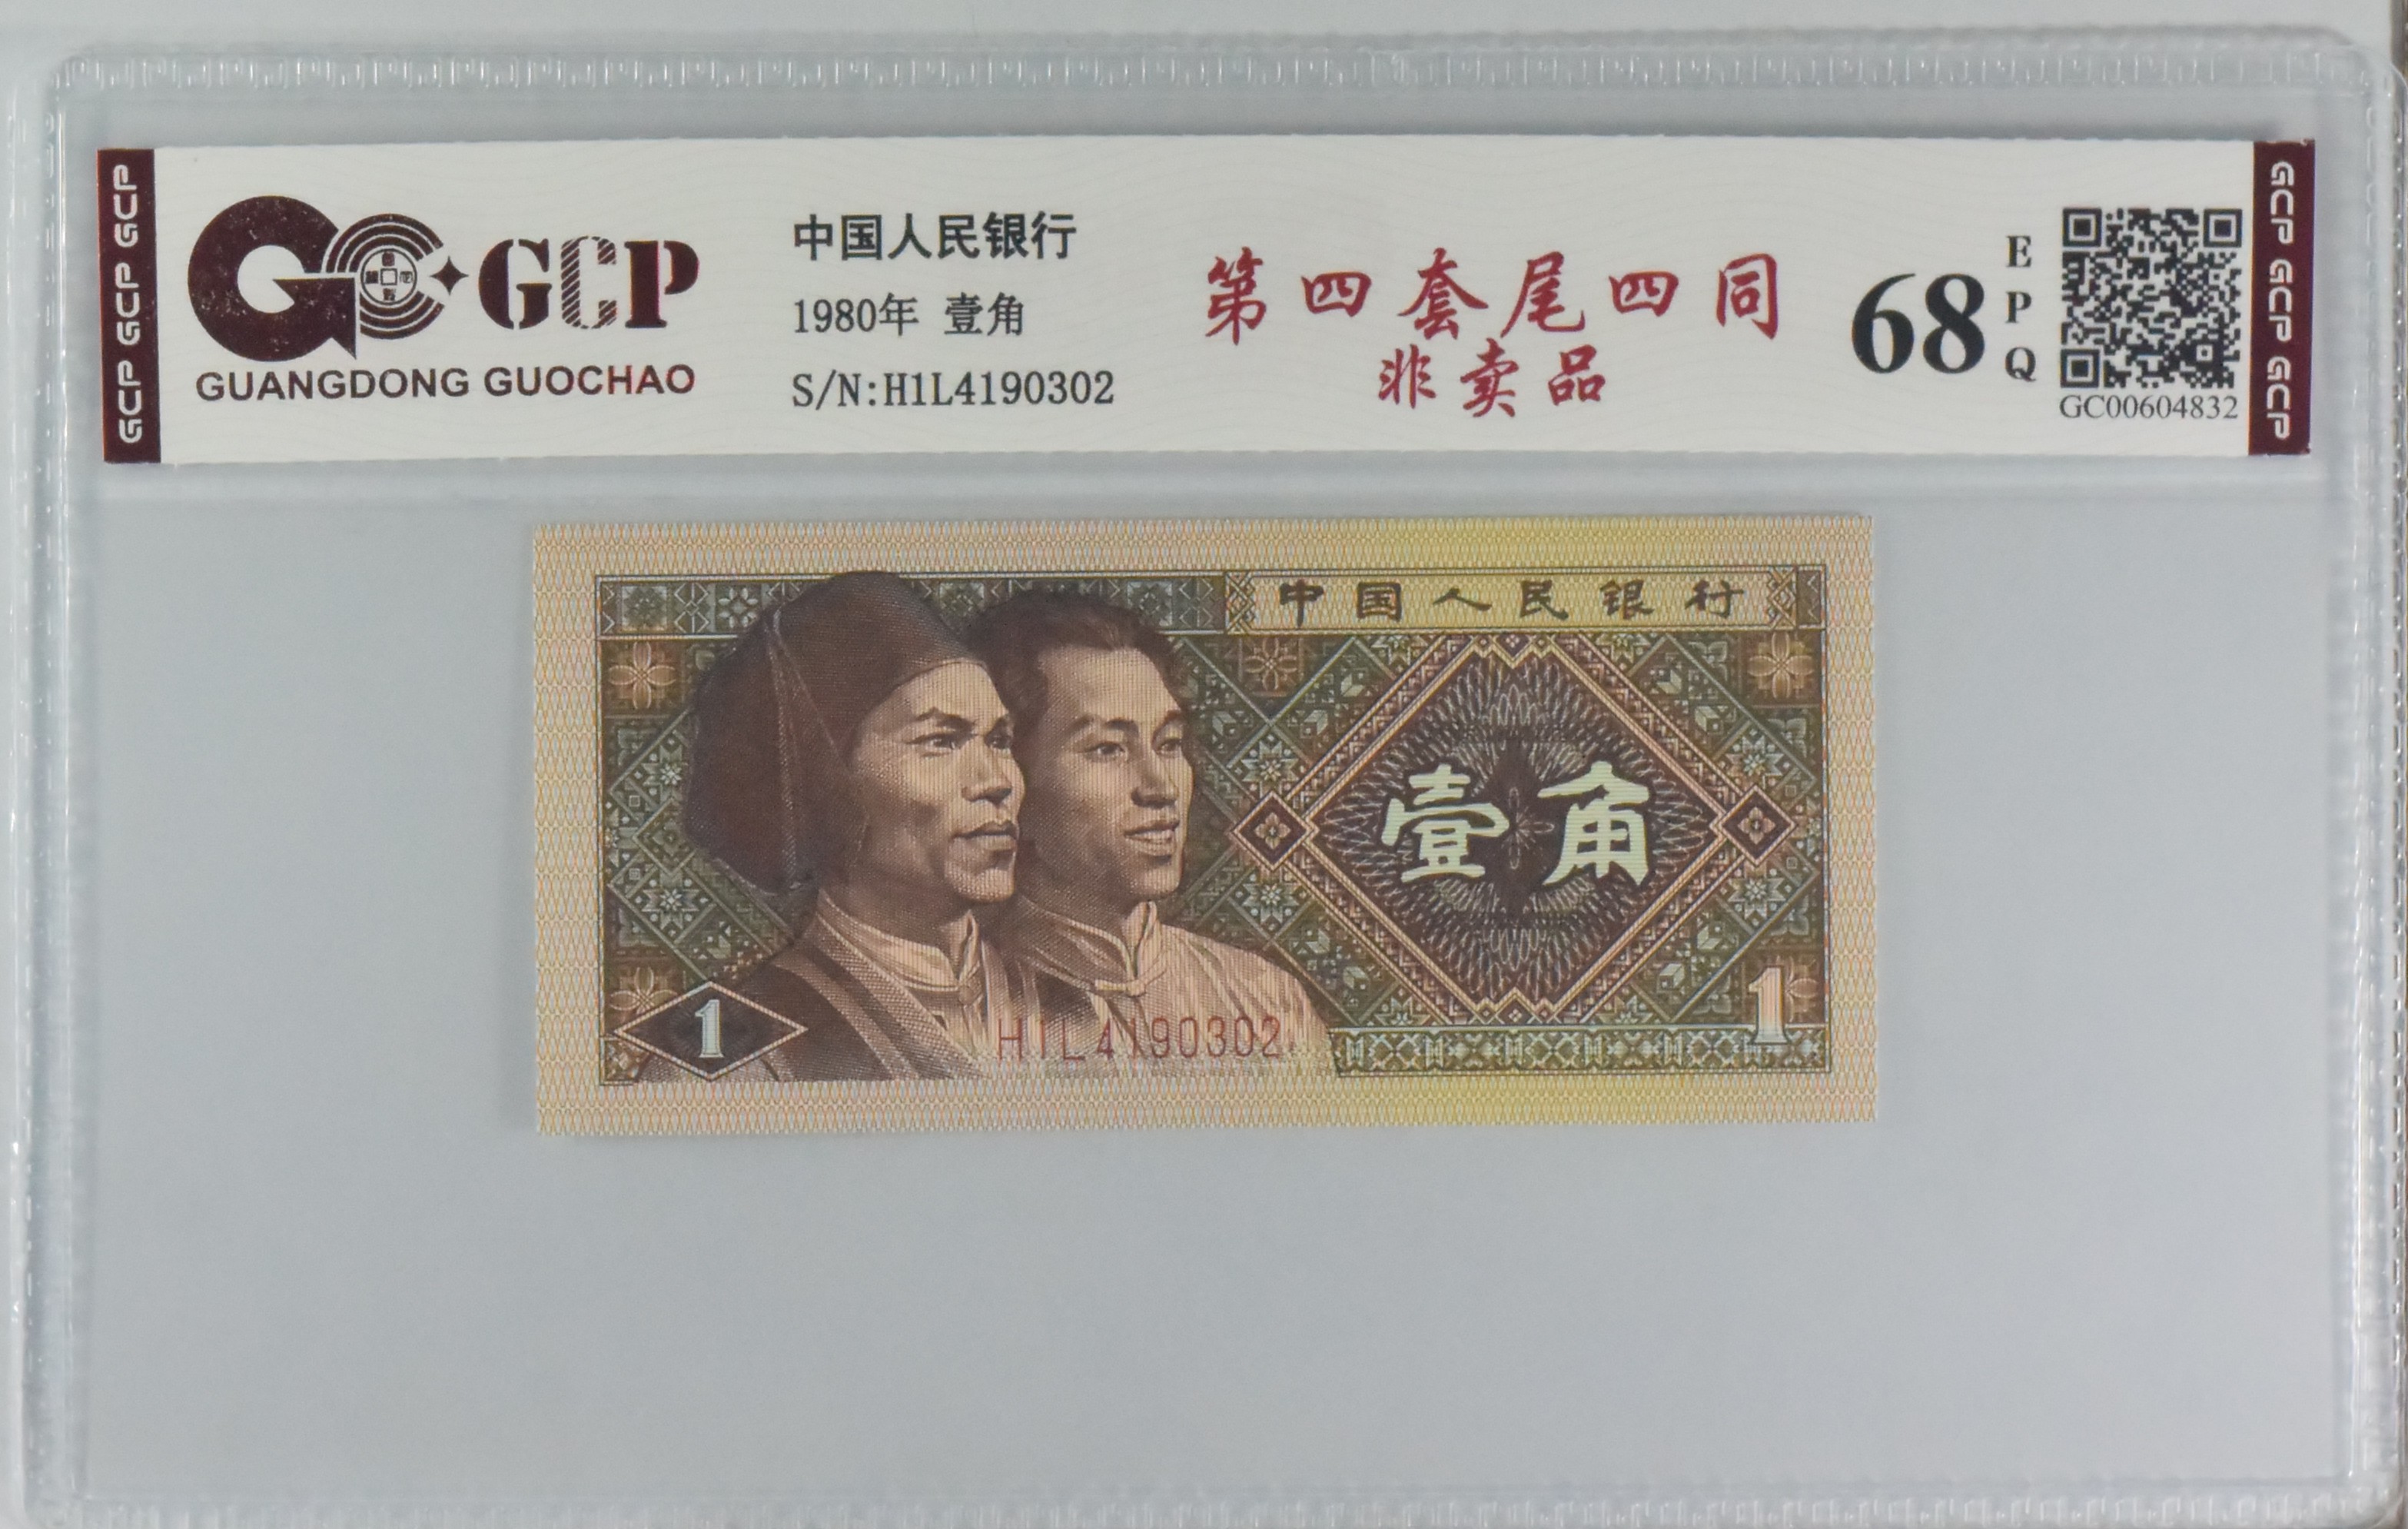 GCP GCP GCP
GCP
GUANGDONG GUOCHAO
中国人民银行
1980年 壹角
S/N:H1L4190302
第四套尾四同
非卖品
68
EPQ
GC00604832
GCP GCP GCP
中国人民银行
壹角
1
1
H1L4190302